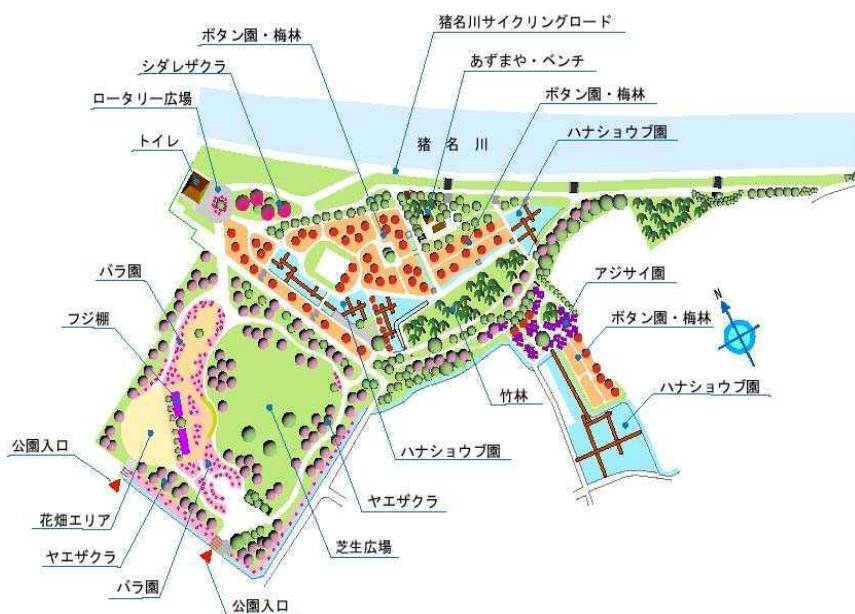 猪名川サイクリングロード
ボタン園・梅林
あずまや・ベンチ
シダレザクラ
ボタン園・梅林
ロータリー広場
ハナショウブ園
トイレ
猪名川
バラ園
アジサイ園
フジ棚
ボタン園・梅林
N
ハナショウブ園
竹林
公園入口
ハナショウブ園
ヤエザクラ
花畑エリア
芝生広場
ヤエザクラ
バラ園
公園入口